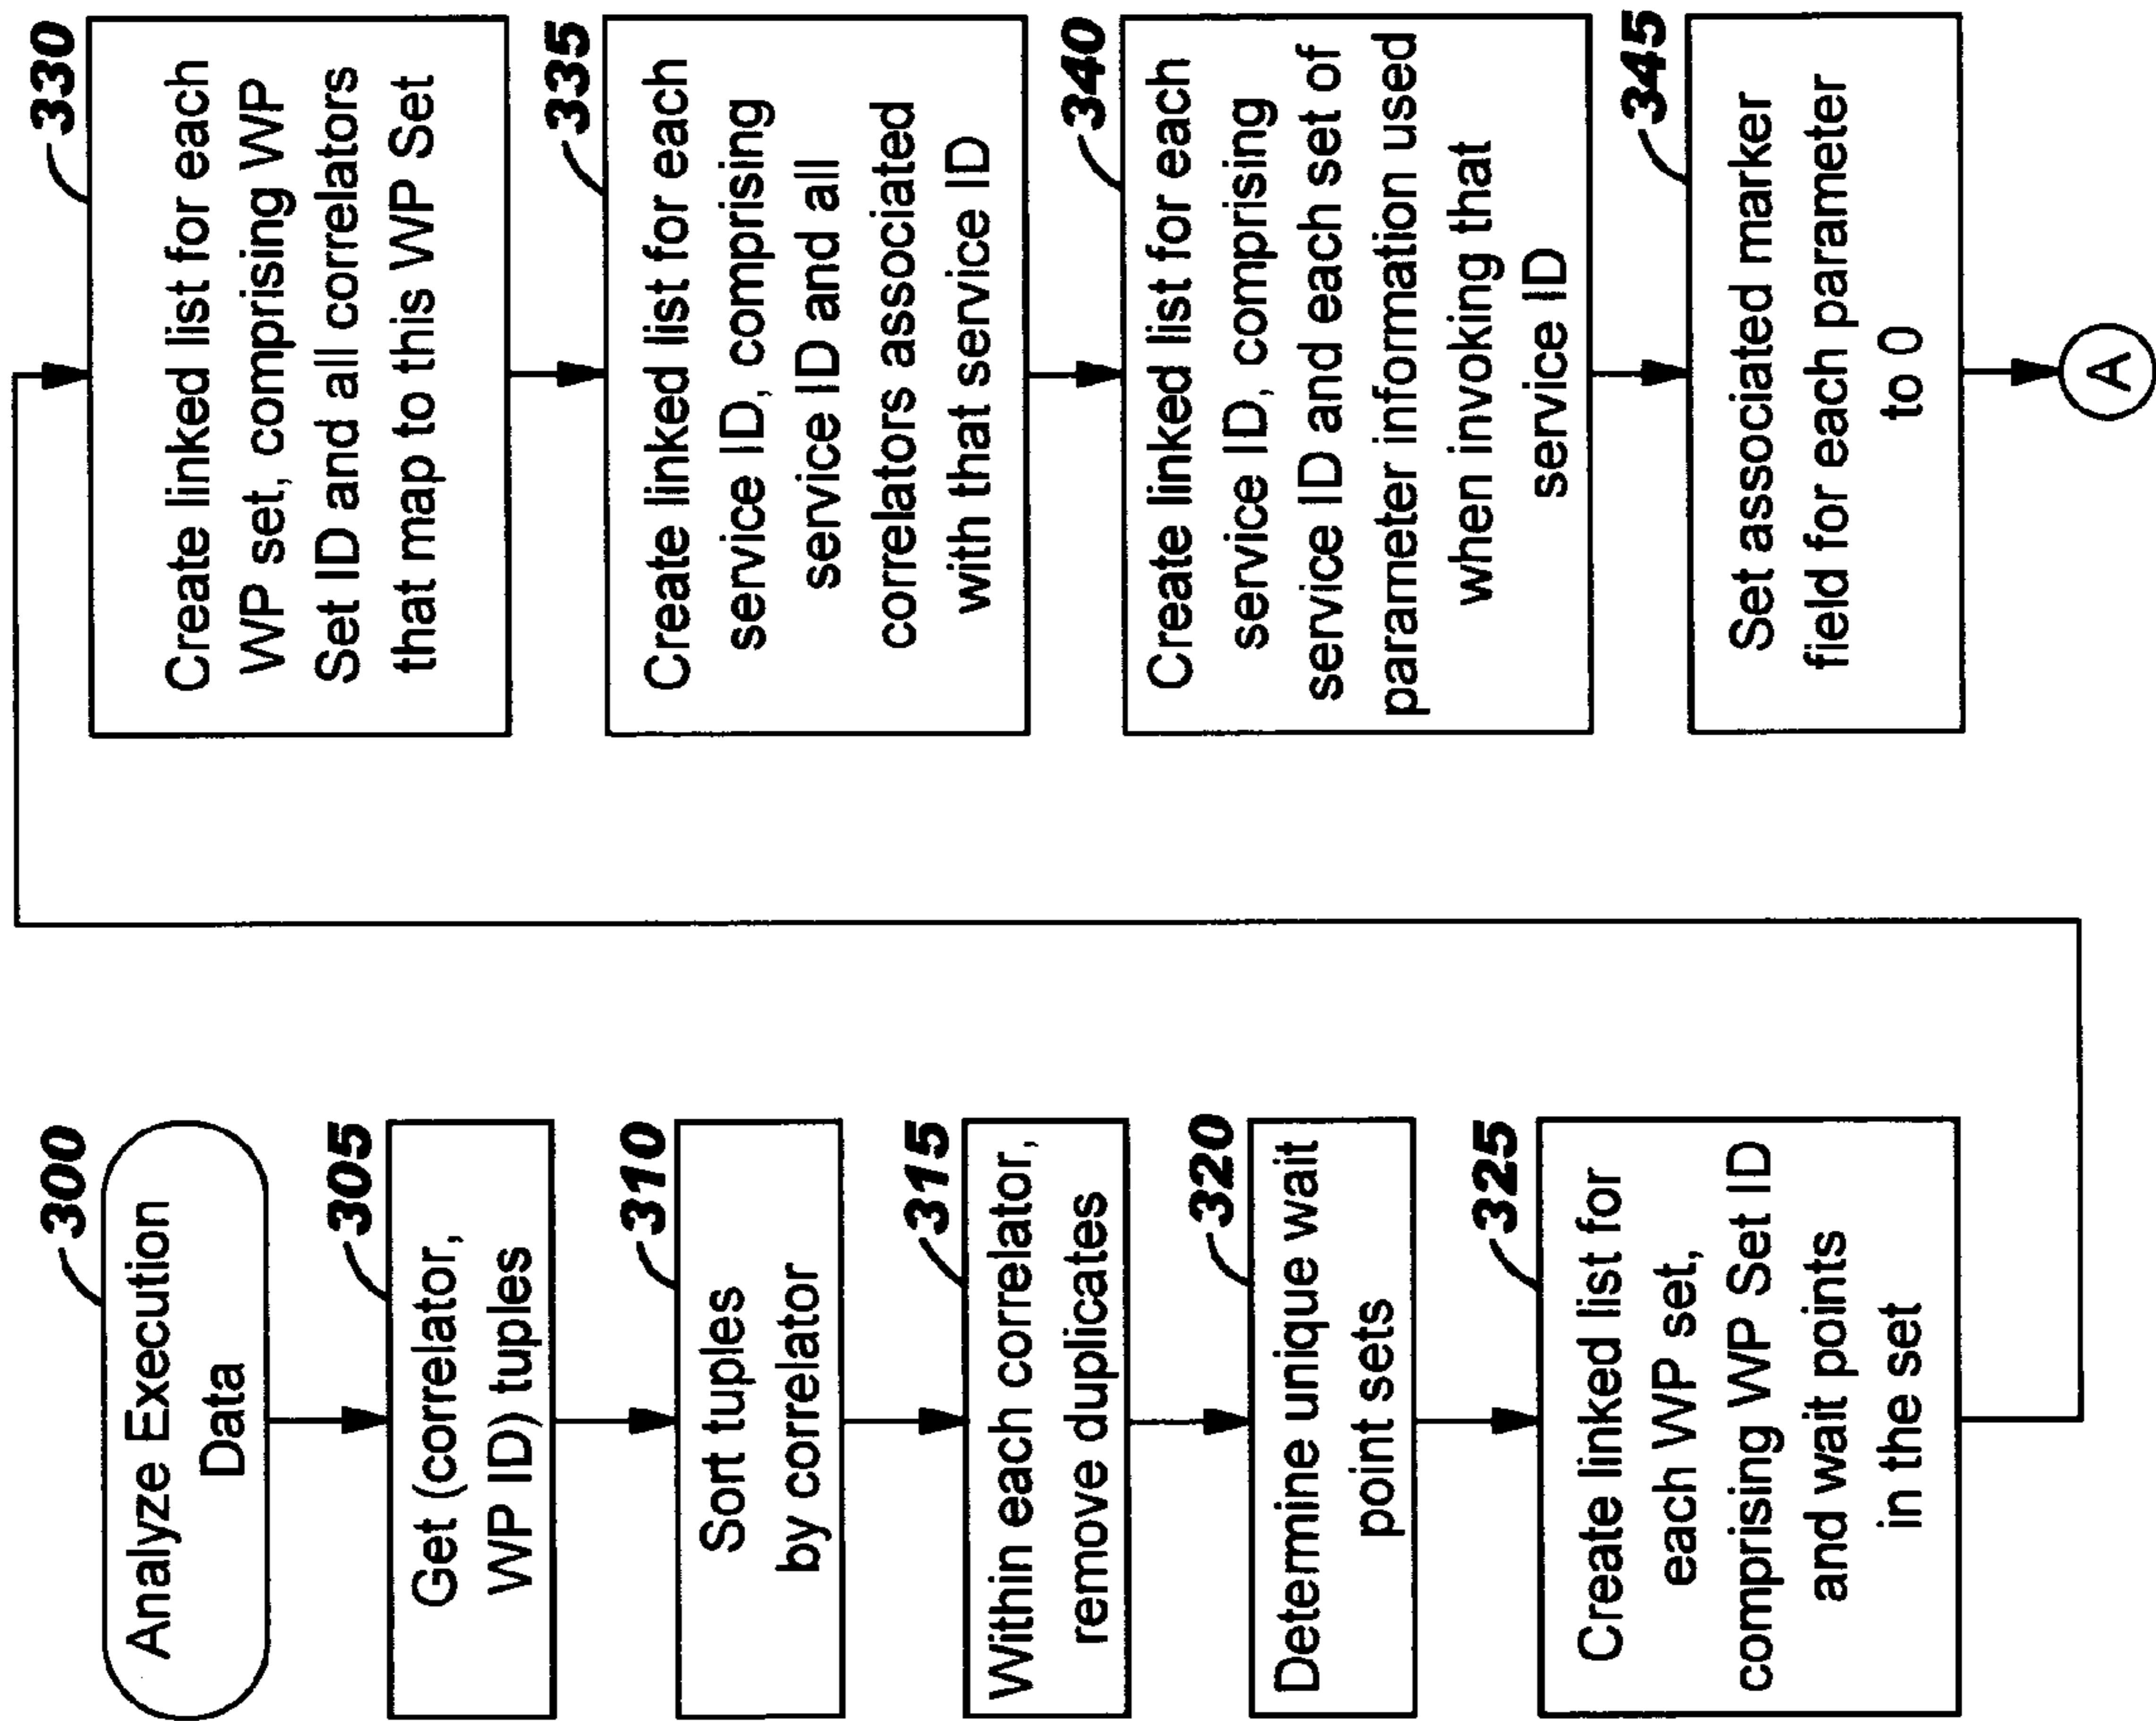 300
Analyze Execution
Data
305
Get (correlator,
WP ID) tuples
310
Sort tuples
by correlator
315
Within each correlator,
remove duplicates
320
Determine unique wait
point sets
325
Create linked list for
each WP set,
comprising WP Set ID
and wait points
in the set
330
Create linked list for each
WP set, comprising WP
Set ID and all correlators
that map to this WP Set
335
Create linked list for each
service ID, comprising
service ID and all
correlators associated
with that service ID
340
Create linked list for each
service ID, comprising
service ID and each set of
parameter information used
when invoking that
service ID
345
Set associated marker
field for each parameter
to 0
A